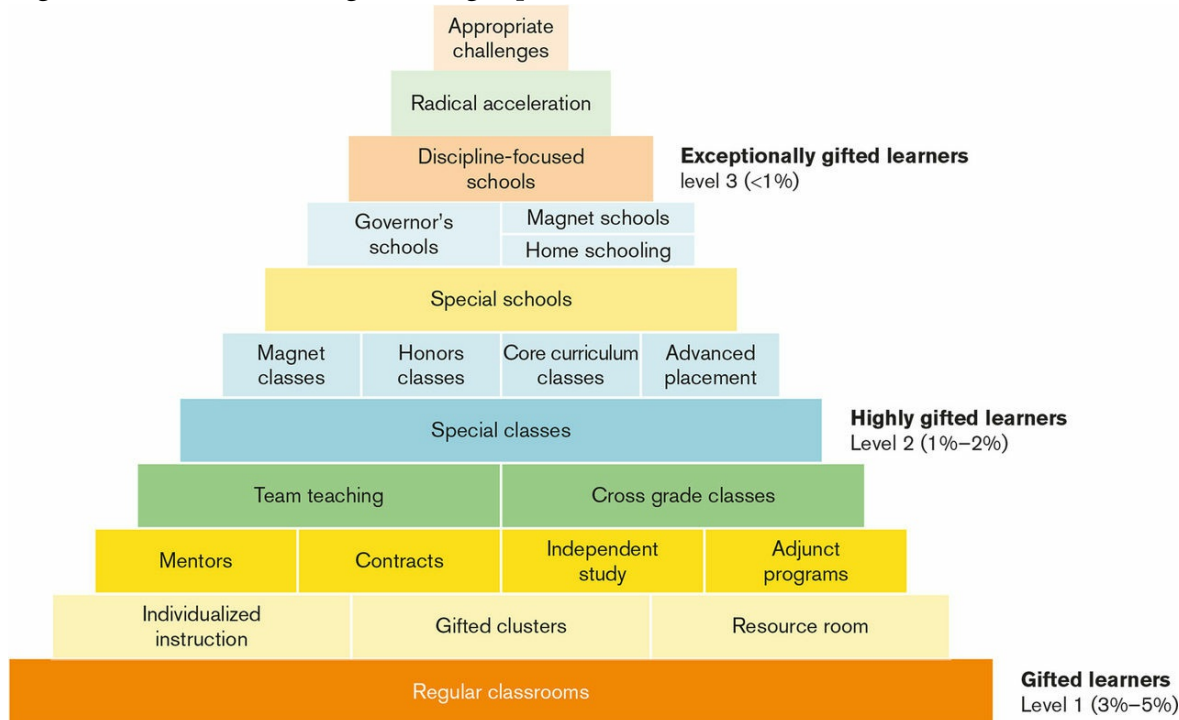 Appropriate
challenges
Radical acceleration
Discipline-focused
schools
Exceptionally gifted learners
level 3 (<1%)
Governor's
schools
Magnet schools
Home schooling
Special schools
Magnet
classes
Honors
classes
Core curriculum
classes
Advanced
placement
Special classes
Highly gifted learners
Level 2 (1%–2%)
Team teaching
Cross grade classes
Mentors
Contracts
Independent
study
Adjunct
programs
Individualized
instruction
Gifted clusters
Resource room
Regular classrooms
Gifted learners
Level 1 (3%–5%)